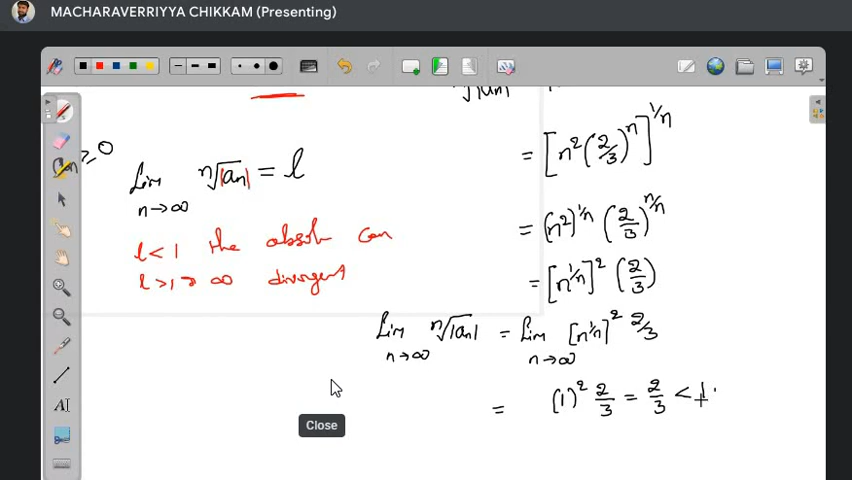 MACHARAVERRIYYA CHIKKAM (Presenting)
ⁿ√|un|
= [n²(2/3)ⁿ]^1/n
≥ 0
Lim n→∞ ⁿ√|an| = l
= (n²)^1/n (2/3)^n/n
l < 1 the absolu con
= [n^1/n]² (2/3)
l > 1 → ∞ divergent
Lim n→∞ ⁿ√|an| = Lim n→∞ [n^1/n]² 2/3
= (1)² 2/3 = 2/3 < 1.
Close